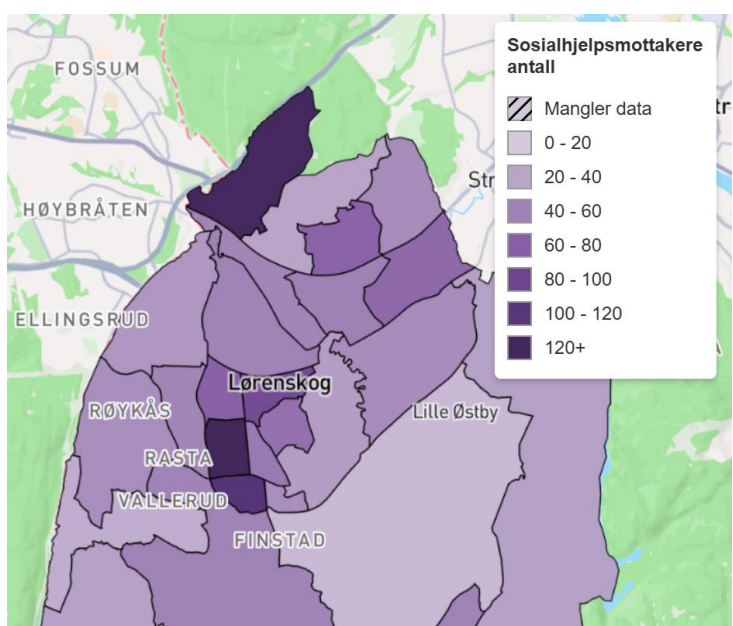 FOSSUM
HØYBRÅTEN
ELLINGSRUD
Lørenskog
RØYKÅS
Lille Østby
RASTA
VALLERUD
FINSTAD
Sosialhjelpsmottakere
antall
Mangler data
0 - 20
20 - 40
40 - 60
60 - 80
80 - 100
100 - 120
120+